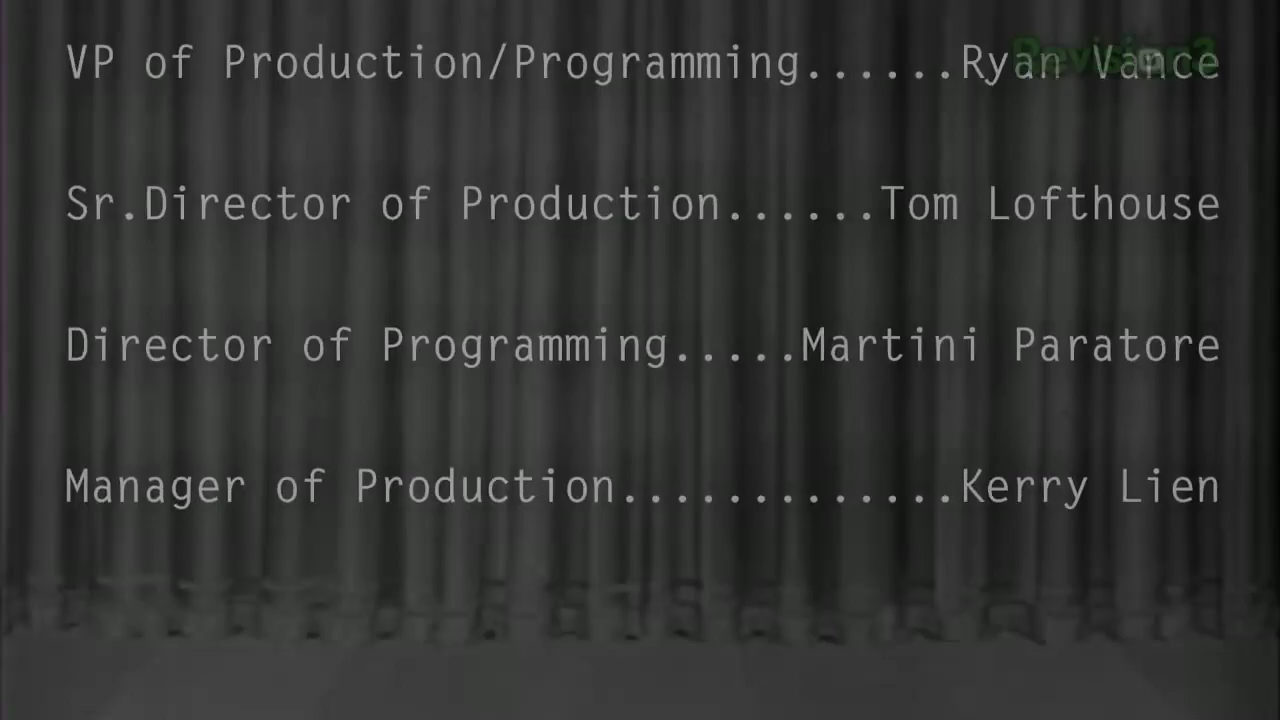 VP of Production/Programming......Ryan Vance
Revision3
Sr.Director of Production......Tom Lofthouse
Director of Programming.....Martini Paratore
Manager of Production.............Kerry Lien